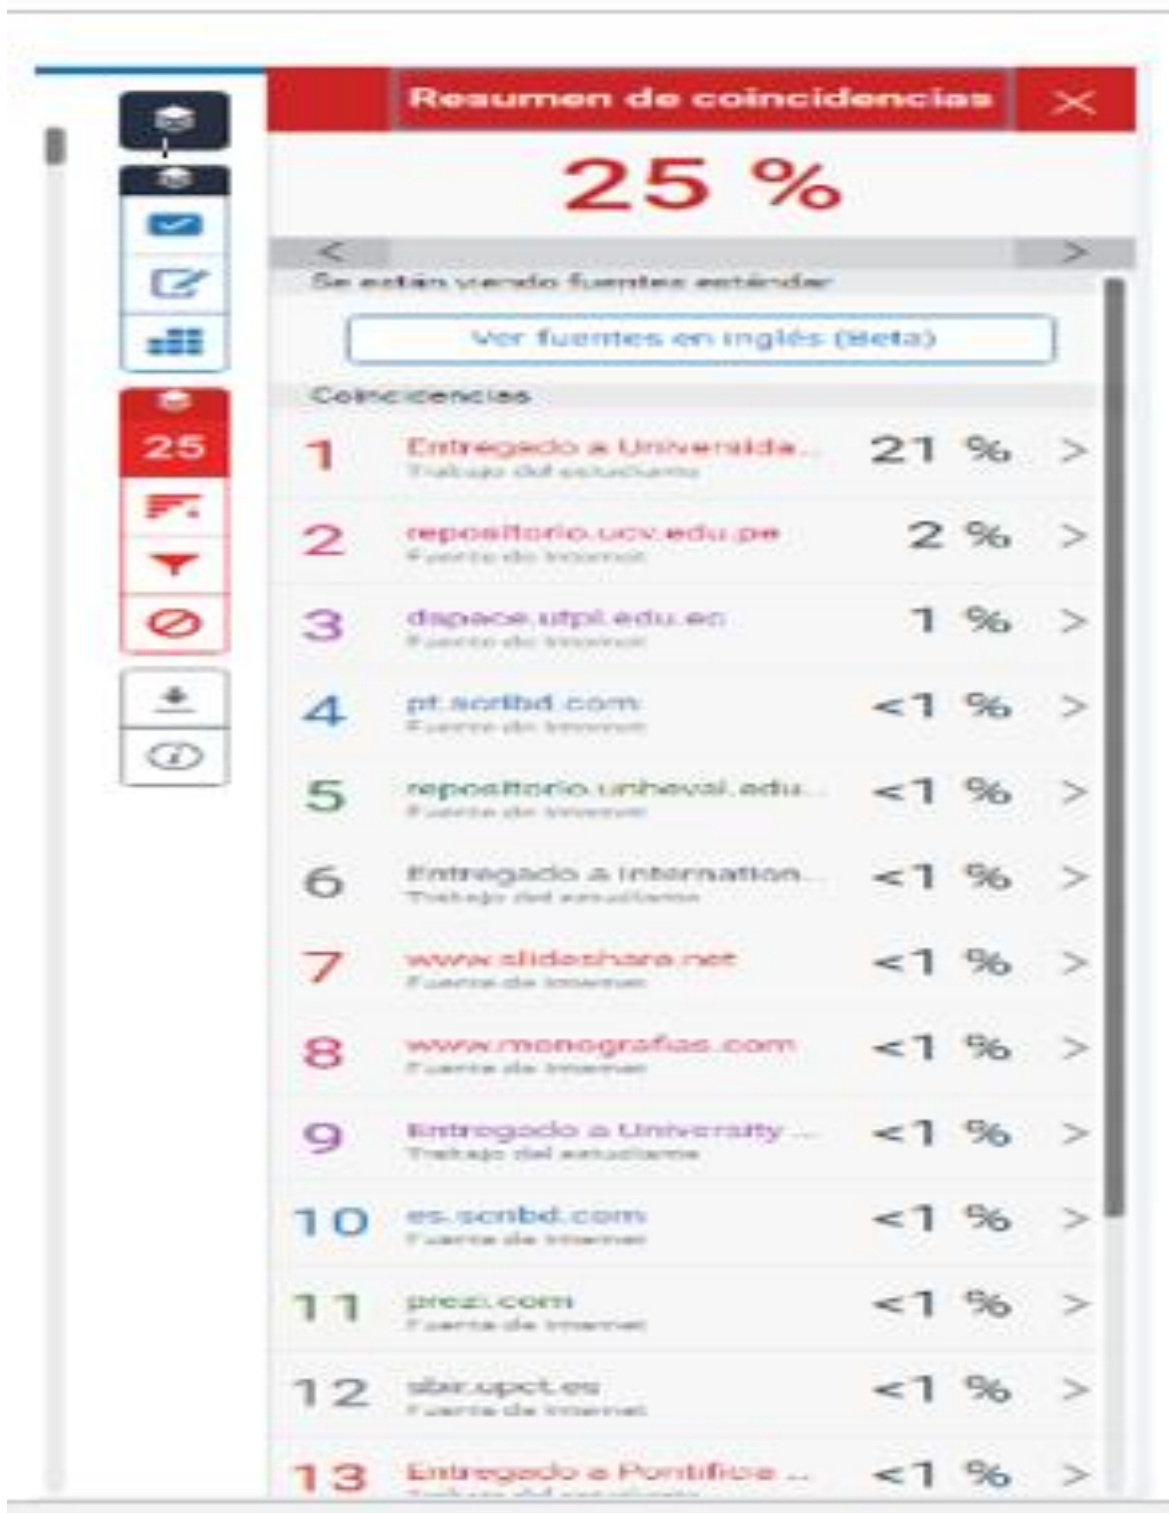 Resumen de coincidencias
25 %
Se están viendo fuentes estándar
Ver fuentes en inglés (Beta)
Coincidencias
25
1 Entregado a Universida... 21 %
Trabajo del estudiante
2 repositorio.ucv.edu.pe 2 %
Fuente de Internet
3 dspace.utpl.edu.ec 1 %
Fuente de Internet
4 pt.scribd.com <1 %
Fuente de Internet
5 repositorio.unheval.edu... <1 %
Fuente de Internet
6 Entregado a Internation... <1 %
Trabajo del estudiante
7 www.slideshare.net <1 %
Fuente de Internet
8 www.monografias.com <1 %
Fuente de Internet
9 Entregado a University ... <1 %
Trabajo del estudiante
10 es.scribd.com <1 %
Fuente de Internet
11 prezi.com <1 %
Fuente de Internet
12 upct.es <1 %
Fuente de Internet
13 Entregado a Pontificia ... <1 %
Trabajo del estudiante